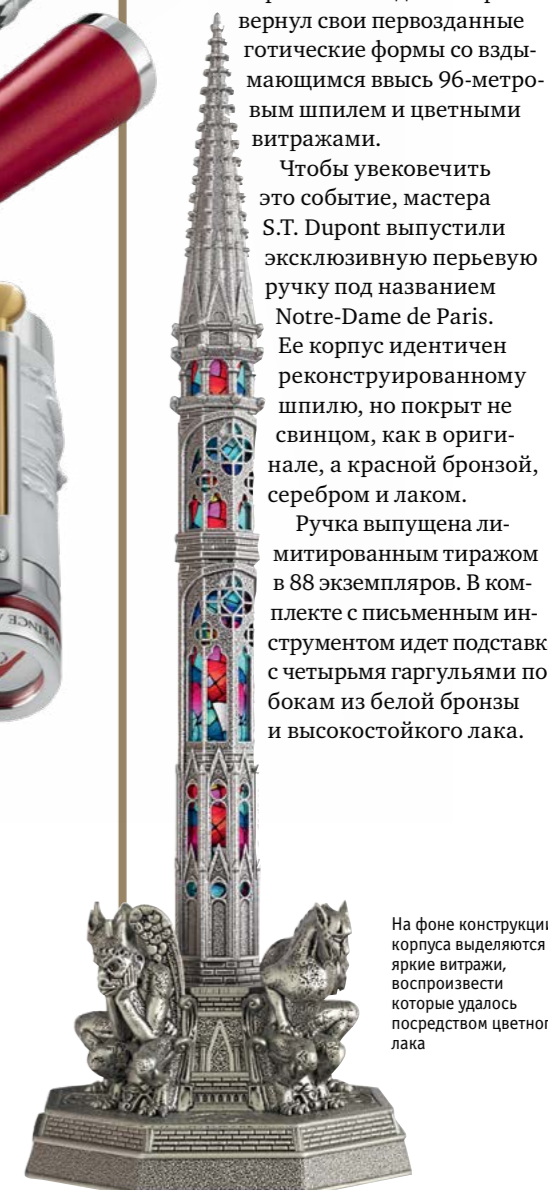 вернул свои первозданные
готические формы со взды-
мающимся ввысь 96-метро-
вым шпилем и цветными
витражами.
Чтобы увековечить
это событие, мастера
S.T. Dupont выпустили
эксклюзивную перьевую
ручку под названием
Notre-Dame de Paris.
Ее корпус идентичен
реконструированному
шпилю, но покрыт не
свинцом, как в ориги-
нале, а красной бронзой,
серебром и лаком.
Ручка выпущена ли-
митированным тиражом
в 88 экземпляров. В ком-
плекте с письменным ин-
струментом идет подставк
с четырьмя гаргульями по
бокам из белой бронзы
и высокостойкого лака.
PRINCE
На фоне конструкции
корпуса выделяются
яркие витражи,
воспроизвести
которые удалось
посредством цветног
лака